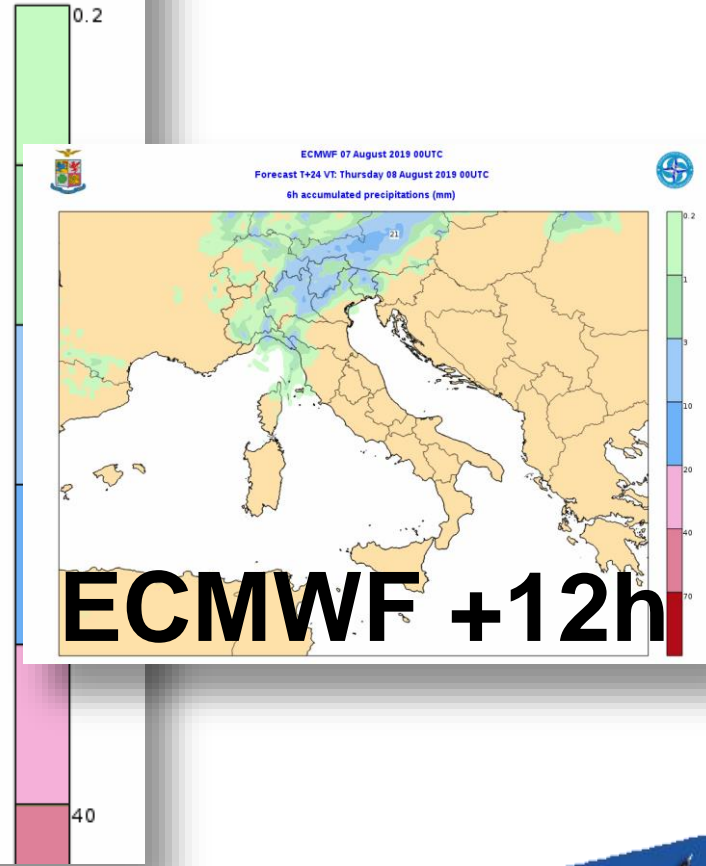 0.2
ECMWF 07 August 2019 00UTC
Forecast T+24 VT: Thursday 08 August 2019 00UTC
6h accumulated precipitations (mm)
0.2
21
1
3
10
20
40
70
ECMWF +12h
40